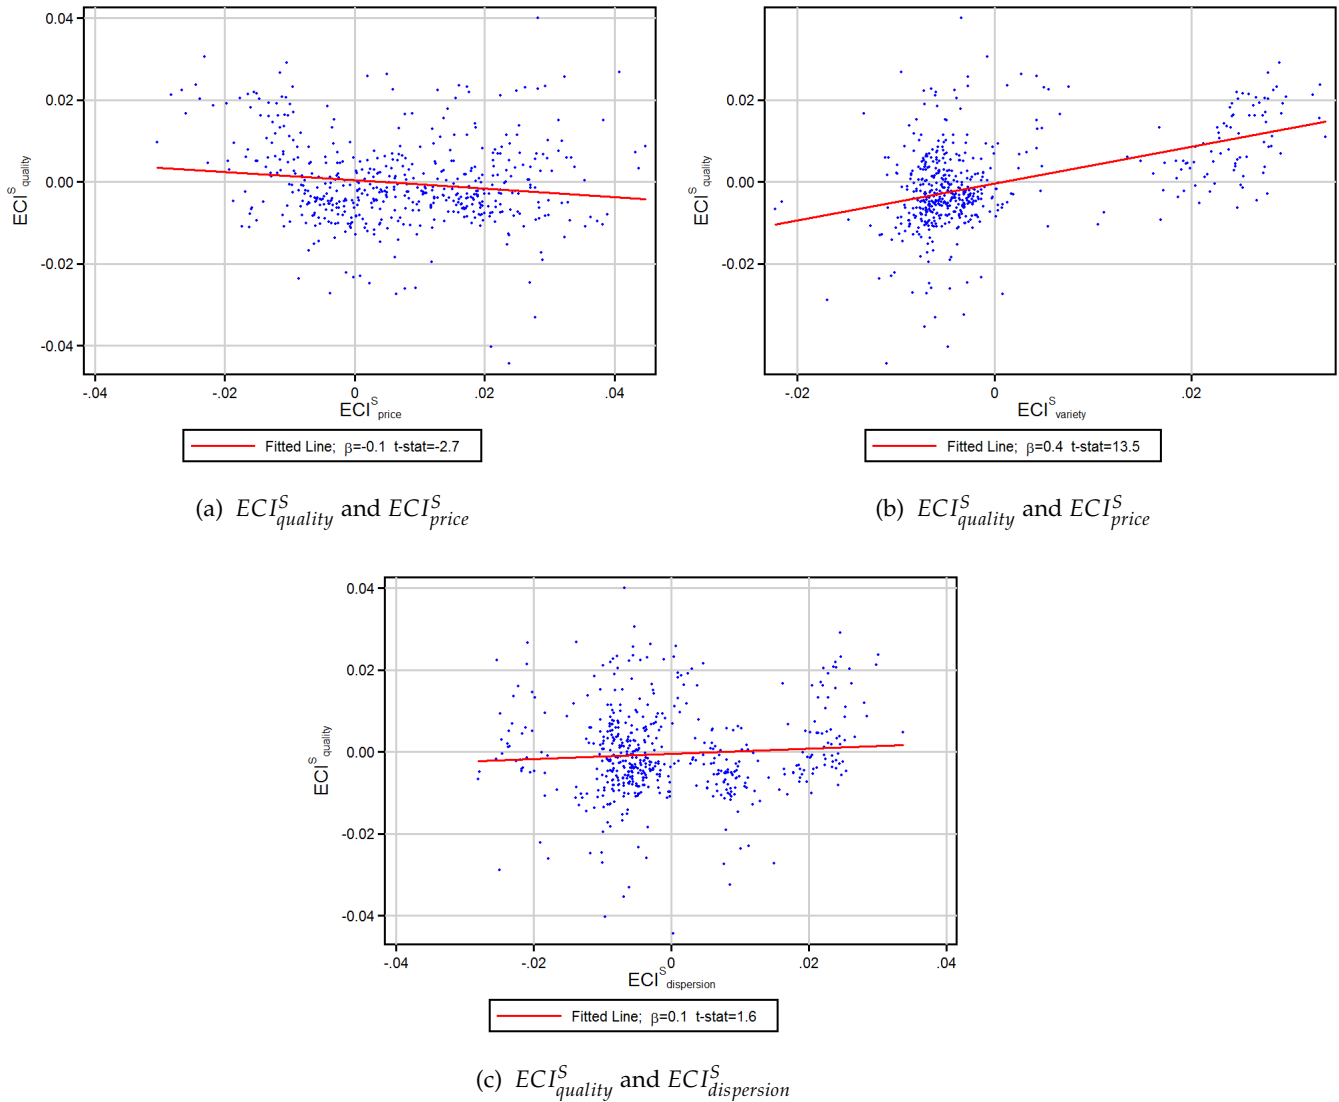 0.04
0.02
0.00
-0.02
-0.04
ECI^S_quality
-.04 -.02 0 .02 .04
ECI^S_price
Fitted Line; β=-0.1 t-stat=-2.7
(a) ECI^S_quality and ECI^S_price
0.02
0.00
-0.02
ECI^S_quality
-.02 0 .02
ECI^S_variety
Fitted Line; β=0.4 t-stat=13.5
(b) ECI^S_quality and ECI^S_price
0.04
0.02
0.00
-0.02
-0.04
ECI^S_quality
-.04 -.02 0 .02 .04
ECI^S_dispersion
Fitted Line; β=0.1 t-stat=1.6
(c) ECI^S_quality and ECI^S_dispersion